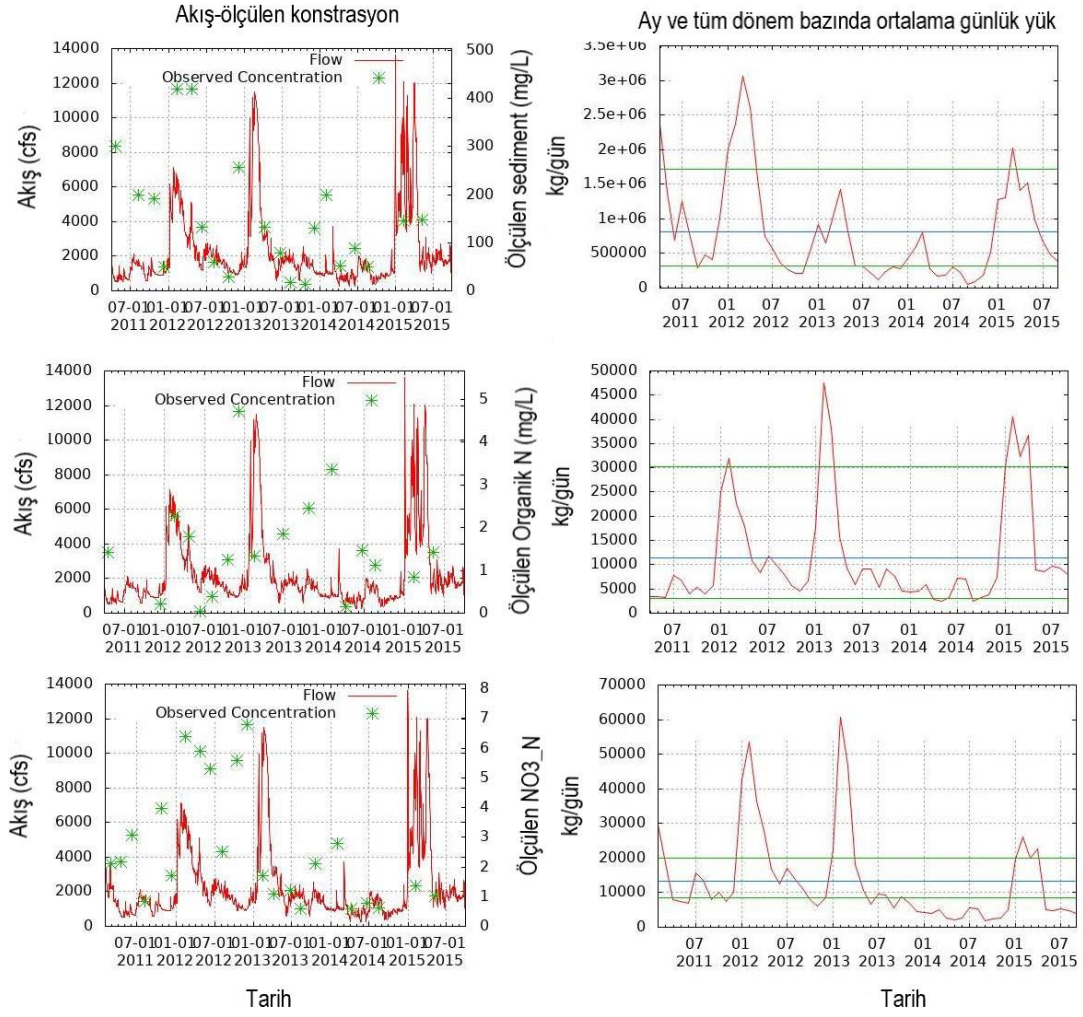 Akış-ölçülen konstrasyon
Ay ve tüm dönem bazında ortalama günlük yük
Akış (cfs)
14000
12000
10000
8000
6000
4000
2000
0
Flow
Observed Concentration
500
400
300
200
100
0
Ölçülen sediment (mg/L)
07-01 01-01 07-01 01-01 07-01 01-01 07-01 01-01 07-01
2011 2012 2012 2013 2013 2014 2014 2015 2015
kg/gün
3.5e+06
3e+06
2.5e+06
2e+06
1.5e+06
1e+06
500000
0
07 01 07 01 07 01 07 01 07
2011 2012 2012 2013 2013 2014 2014 2015 2015
Akış (cfs)
14000
12000
10000
8000
6000
4000
2000
0
Flow
Observed Concentration
5
4
3
2
1
0
Ölçülen Organik N (mg/L)
07-01 01-01 07-01 01-01 07-01 01-01 07-01 01-01 07-01
2011 2012 2012 2013 2013 2014 2014 2015 2015
kg/gün
50000
45000
40000
35000
30000
25000
20000
15000
10000
5000
0
07 01 07 01 07 01 07 01 07
2011 2012 2012 2013 2013 2014 2014 2015 2015
Akış (cfs)
14000
12000
10000
8000
6000
4000
2000
0
Flow
Observed Concentration
8
7
6
5
4
3
2
1
0
Ölçülen NO3_N
07-01 01-01 07-01 01-01 07-01 01-01 07-01 01-01 07-01
2011 2012 2012 2013 2013 2014 2014 2015 2015
kg/gün
70000
60000
50000
40000
30000
20000
10000
0
07 01 07 01 07 01 07 01 07
2011 2012 2012 2013 2013 2014 2014 2015 2015
Tarih
Tarih